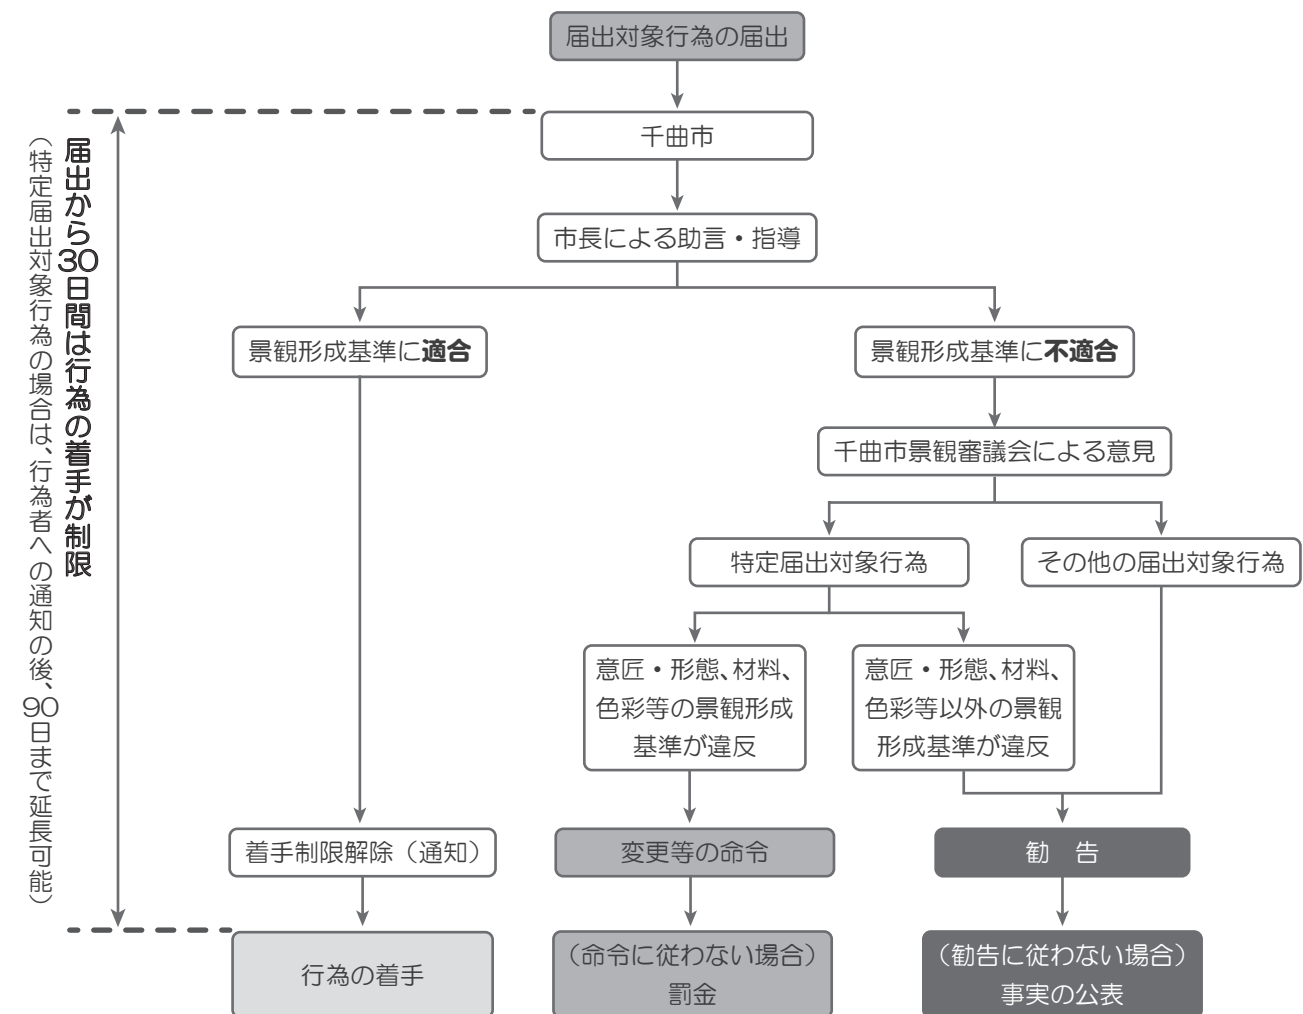 届出対象行為の届出
千曲市
市長による助言・指導
届出から30日間は行為の着手が制限
（特定届出対象行為の場合は、行為者への通知の後、90日まで延長可能）
景観形成基準に適合
景観形成基準に不適合
千曲市景観審議会による意見
特定届出対象行為
その他の届出対象行為
意匠・形態、材料、
色彩等の景観形成
基準が違反
意匠・形態、材料、
色彩等以外の景観
形成基準が違反
着手制限解除（通知）
変更等の命令
勧　告
行為の着手
（命令に従わない場合）
罰金
（勧告に従わない場合）
事実の公表